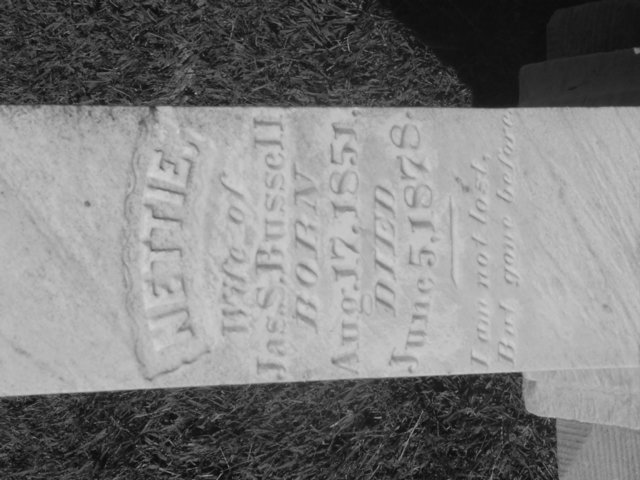 NETTIE,
Wife of
Jas. S. Bussell
BORN
Aug. 17, 1851,
DIED
June 5, 1878.
I am not lost,
But gone before